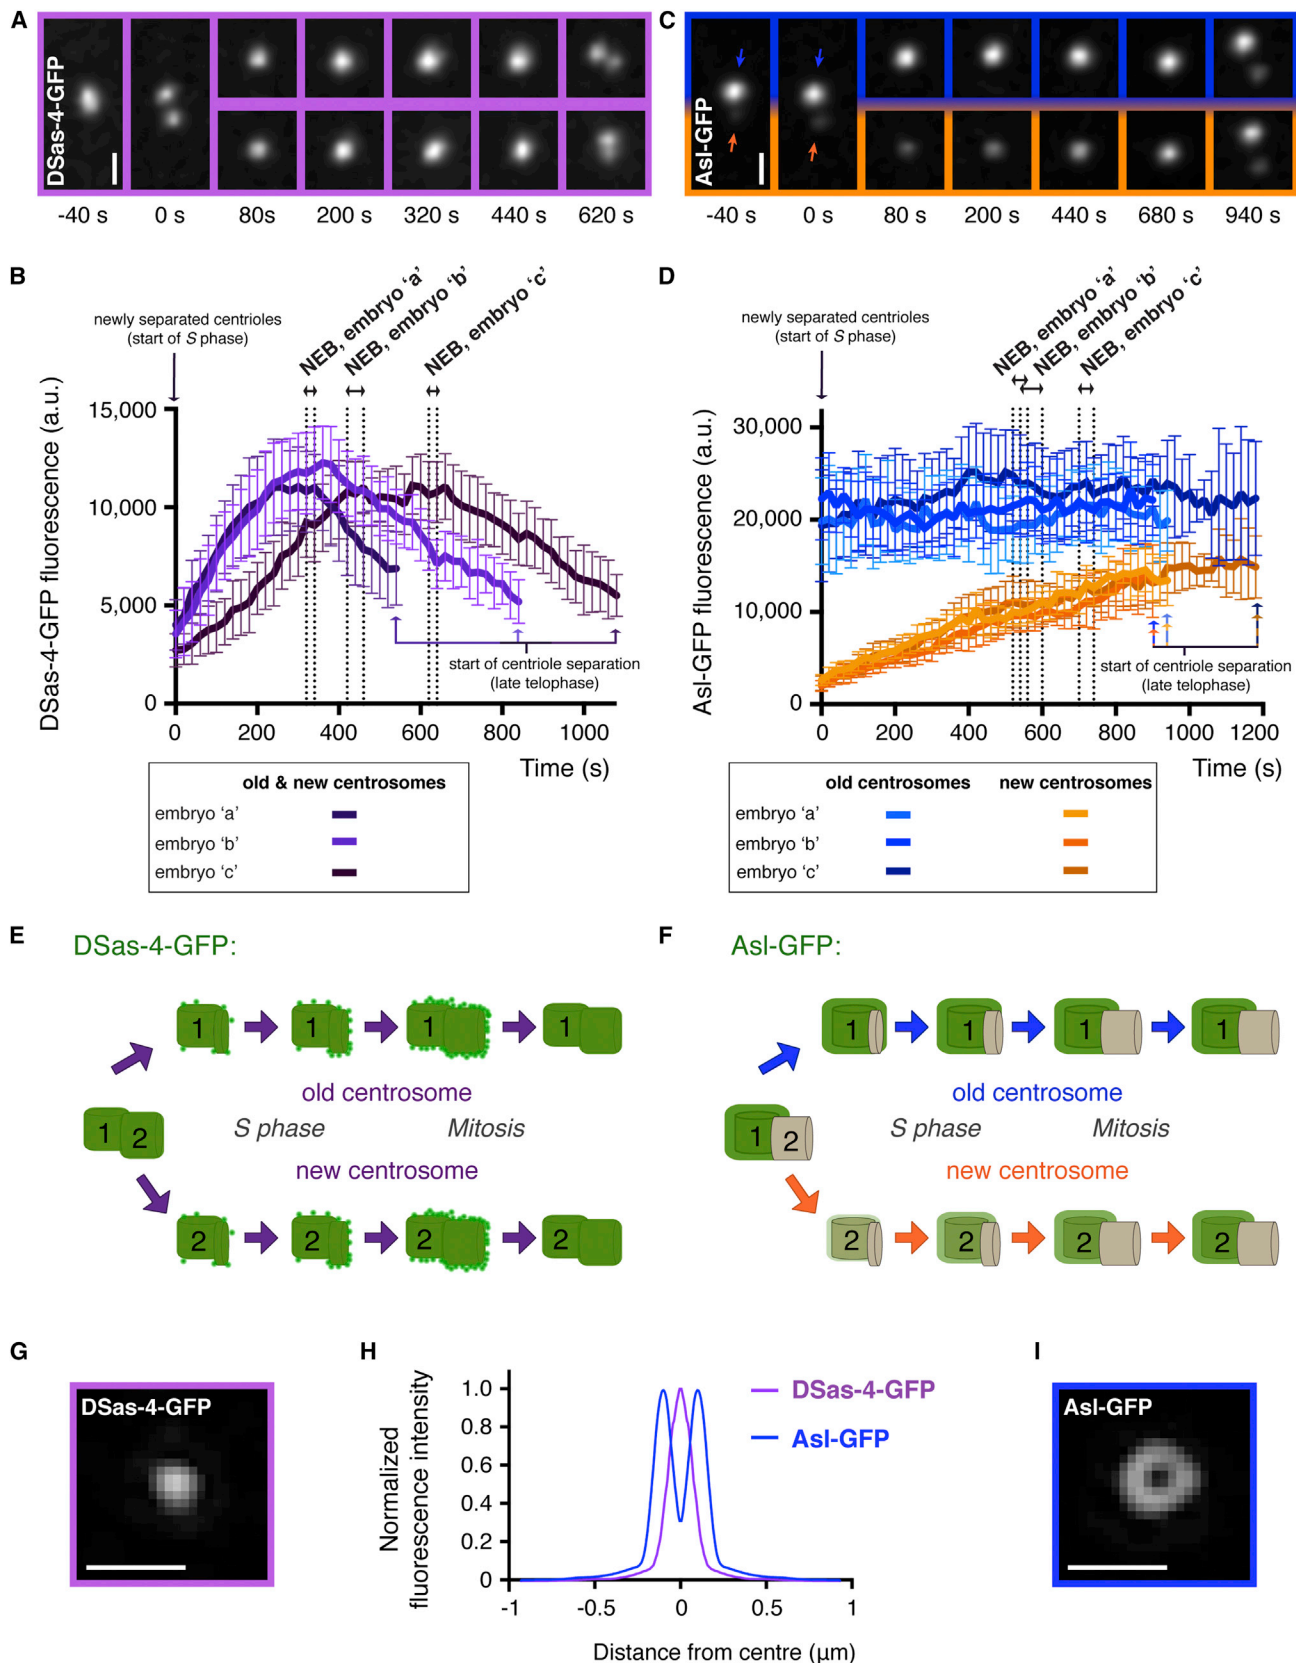 A
DSas-4-GFP
-40 s 0 s 80s 200 s 320 s 440 s 620s
C
Asl-GFP
-40 s 0 s 80 s 200 s 440 s 680 s 940 s
B
newly separated centrioles
(start of S phase)
NEB, embryo ‘a’
NEB, embryo ‘b’
NEB, embryo ‘c’
DSas-4-GFP fluorescence (a.u.)
15,000
10,000
5,000
0
start of centriole separation
(late telophase)
0 200 400 600 800 1000
Time (s)
old & new centrosomes
embryo ‘a’
embryo ‘b’
embryo ‘c’
D
newly separated centrioles
(start of S phase)
NEB, embryo ‘a’
NEB, embryo ‘b’
NEB, embryo ‘c’
Asl-GFP fluorescence (a.u.)
30,000
20,000
10,000
0
start of centriole separation
(late telophase)
0 200 400 600 800 1000 1200
Time (s)
old centrosomes new centrosomes
embryo ‘a’
embryo ‘b’
embryo ‘c’
E
DSas-4-GFP:
1 1 1 1
old centrosome
1 2
S phase Mitosis
new centrosome
2 2 2 2
F
Asl-GFP:
1 1 1 1
old centrosome
1 2
S phase Mitosis
new centrosome
2 2 2 2
G
DSas-4-GFP
H
Normalized
fluorescence intensity
1.0
0.8
0.6
0.4
0.2
0
-1 -0.5 0 0.5 1
Distance from centre (µm)
DSas-4-GFP
Asl-GFP
I
Asl-GFP